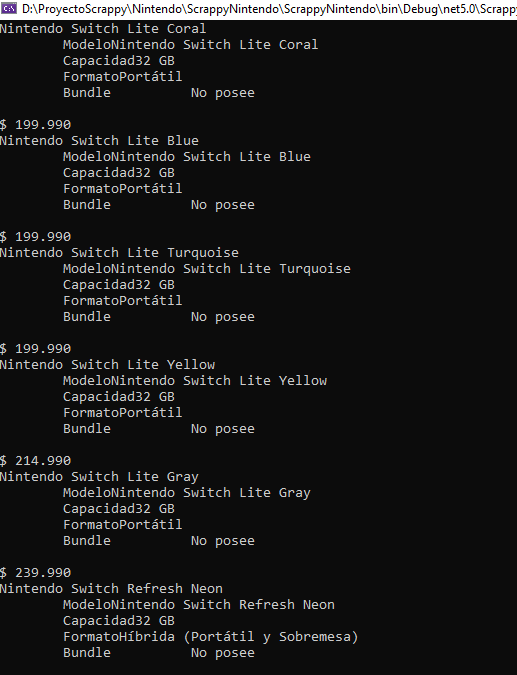 D:\ProyectoScrappy\Nintendo\ScrappyNintendo\ScrappyNintendo\bin\Debug\net5.0\Scrapp
Nintendo Switch Lite Coral
ModeloNintendo Switch Lite Coral
Capacidad32 GB
FormatoPortátil
Bundle No posee
$ 199.990
Nintendo Switch Lite Blue
ModeloNintendo Switch Lite Blue
Capacidad32 GB
FormatoPortátil
Bundle No posee
$ 199.990
Nintendo Switch Lite Turquoise
ModeloNintendo Switch Lite Turquoise
Capacidad32 GB
FormatoPortátil
Bundle No posee
$ 199.990
Nintendo Switch Lite Yellow
ModeloNintendo Switch Lite Yellow
Capacidad32 GB
FormatoPortátil
Bundle No posee
$ 214.990
Nintendo Switch Lite Gray
ModeloNintendo Switch Lite Gray
Capacidad32 GB
FormatoPortátil
Bundle No posee
$ 239.990
Nintendo Switch Refresh Neon
ModeloNintendo Switch Refresh Neon
Capacidad32 GB
FormatoHíbrida (Portátil y Sobremesa)
Bundle No posee